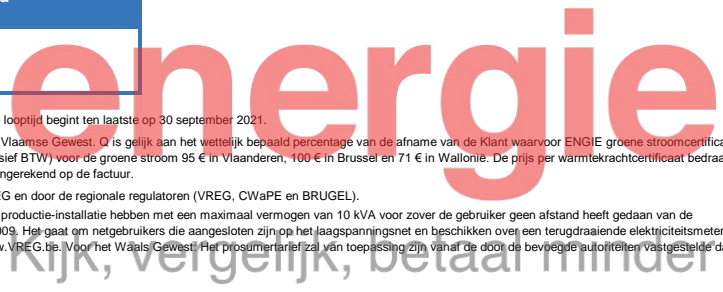 energie
looptijd begint ten laatste op 30 september 2021.
Vlaamse Gewest. Q is gelijk aan het wettelijk bepaald percentage van de afname van de Klant waarvoor ENGIE groene stroomcertifica
sief BTW) voor de groene stroom 95 € in Vlaanderen, 100 € in Brussel en 71 € in Wallonië. De prijs per warmtekrachtcertificaat bedraa
ngerekend op de factuur.
EG en door de regionale regulatoren (VREG, CWaPE en BRUGEL).
productie-installatie hebben met een maximaal vermogen van 10 kVA voor zover de gebruiker geen afstand heeft gedaan van de
009. Het gaat om netgebruikers die aangesloten zijn op het laagspanningsnet en beschikken over een terugdraaiende elektriciteitsmeter
w.VREG.be. Voor het Waals Gewest: Het prosumertarief zal van toepassing zijn vanaf de door de bevoegde autoriteiten vastgestelde da
Kijk, vergelijk, betaal minder